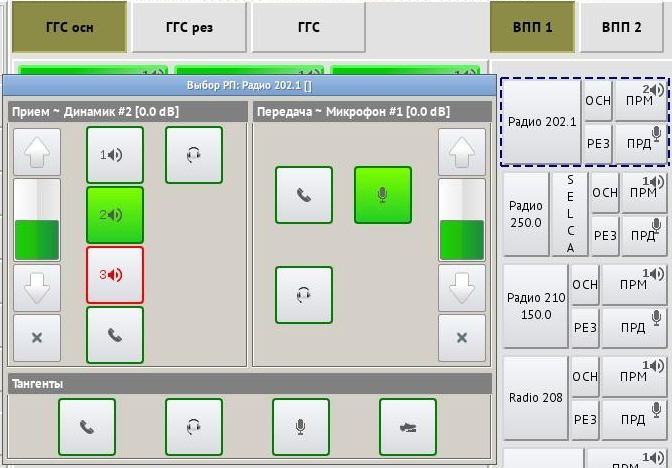 ГГС осн
ГГС рез
ГГС
ВПП 1
ВПП 2
Выбор РП: Радио 202.1 []
Прием ~ Динамик #2 [0.0 dB]
Передача ~ Микрофон #1 [0.0 dB]
1
2
3
Тангенты
Радио 202.1
ОСН
ПРМ
2
РЕЗ
ПРД
Радио
250.0
S
E
L
C
A
ОСН
ПРМ
1
РЕЗ
ПРД
Радио 210
150.0
ОСН
ПРМ
1
РЕЗ
ПРД
Radio 208
ОСН
ПРМ
1
РЕЗ
ПРД
1